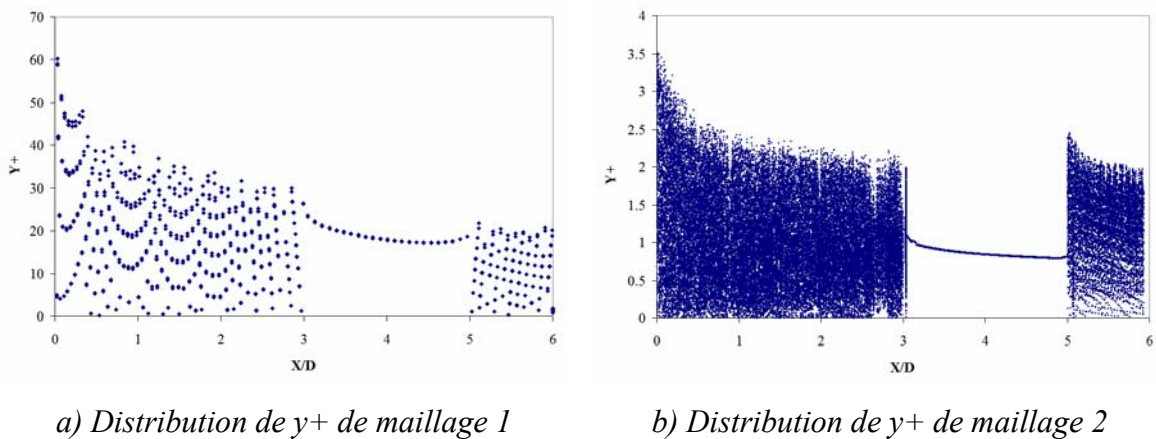 70
60
50
40
30
20
10
0
Y+
0 1 2 3 4 5 6
X/D
4
3.5
3
2.5
2
1.5
1
0.5
0
Y+
0 1 2 3 4 5 6
X/D
a) Distribution de y+ de maillage 1
b) Distribution de y+ de maillage 2